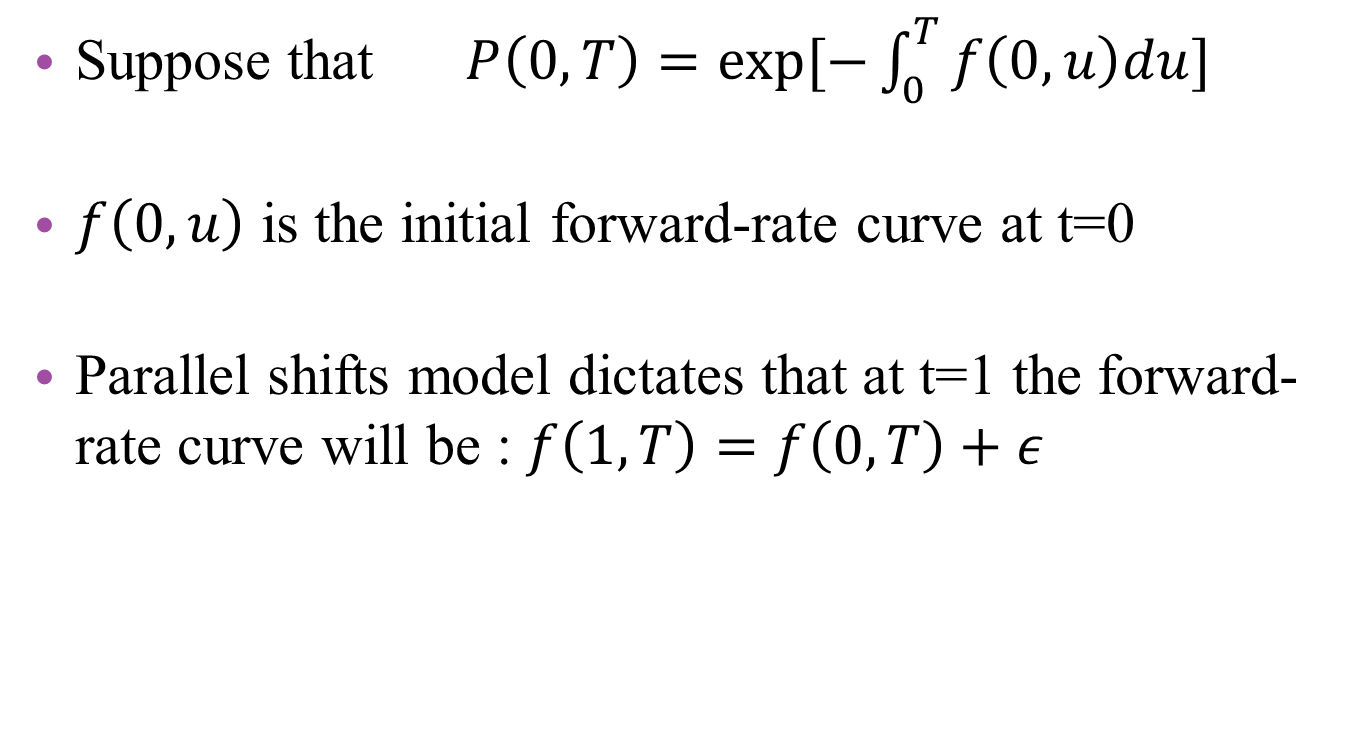 • Suppose that P(0, T) = exp[− ∫₀ᵀ f(0, u)du]
• f(0, u) is the initial forward-rate curve at t=0
• Parallel shifts model dictates that at t=1 the forward-
rate curve will be : f(1, T) = f(0, T) + ϵ